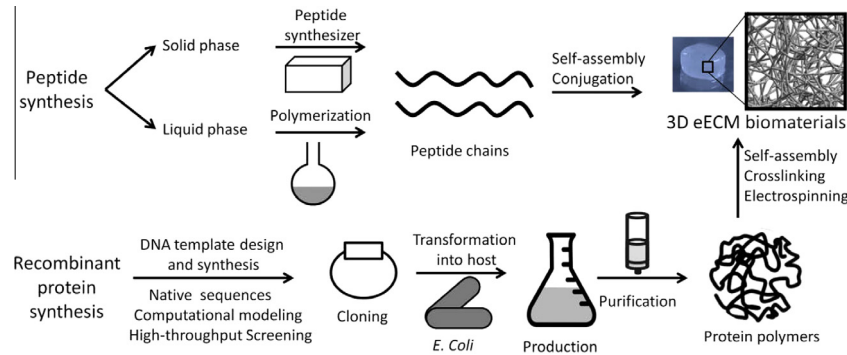 Peptide
synthesis
Solid phase
Liquid phase
Peptide
synthesizer
Polymerization
Peptide chains
Self-assembly
Conjugation
3D eECM biomaterials
Self-assembly
Crosslinking
Electrospinning
Recombinant
protein
synthesis
DNA template design
and synthesis
Native sequences
Computational modeling
High-throughput Screening
Cloning
Transformation
into host
E. Coli
Production
Purification
Protein polymers